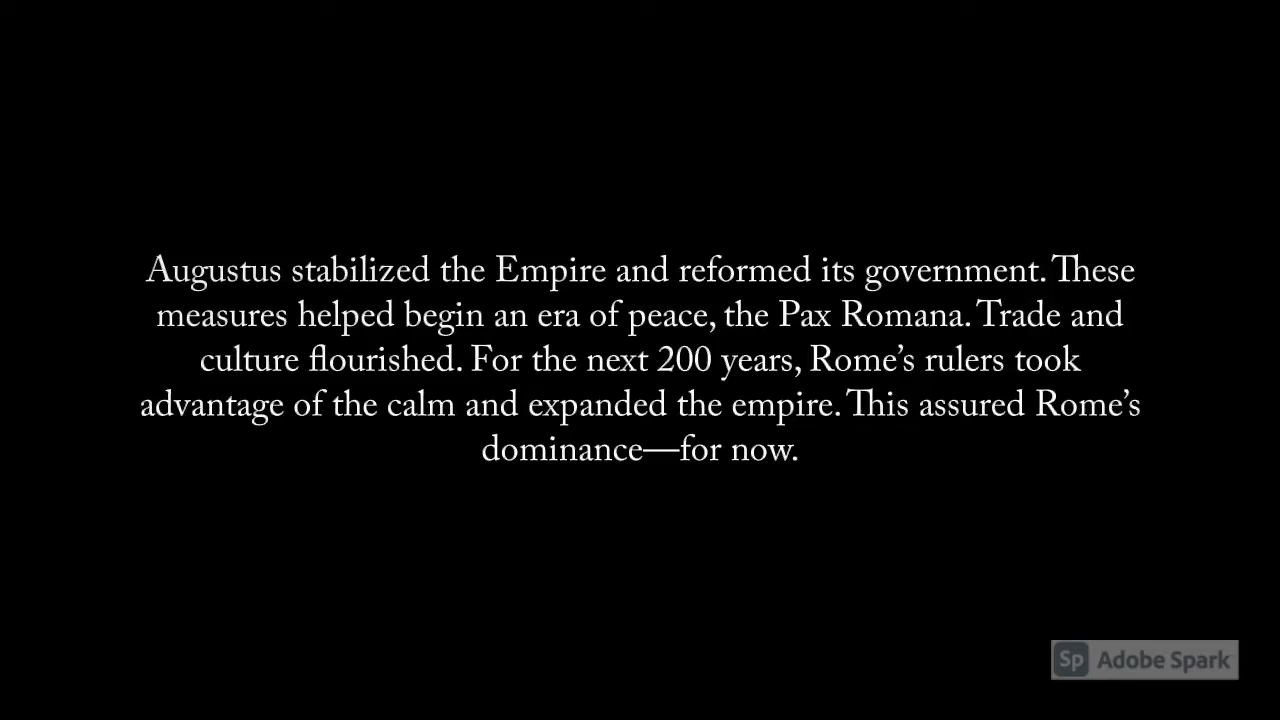 Augustus stabilized the Empire and reformed its government. These
measures helped begin an era of peace, the Pax Romana. Trade and
culture flourished. For the next 200 years, Rome’s rulers took
advantage of the calm and expanded the empire. This assured Rome’s
dominance—for now.
Sp Adobe Spark